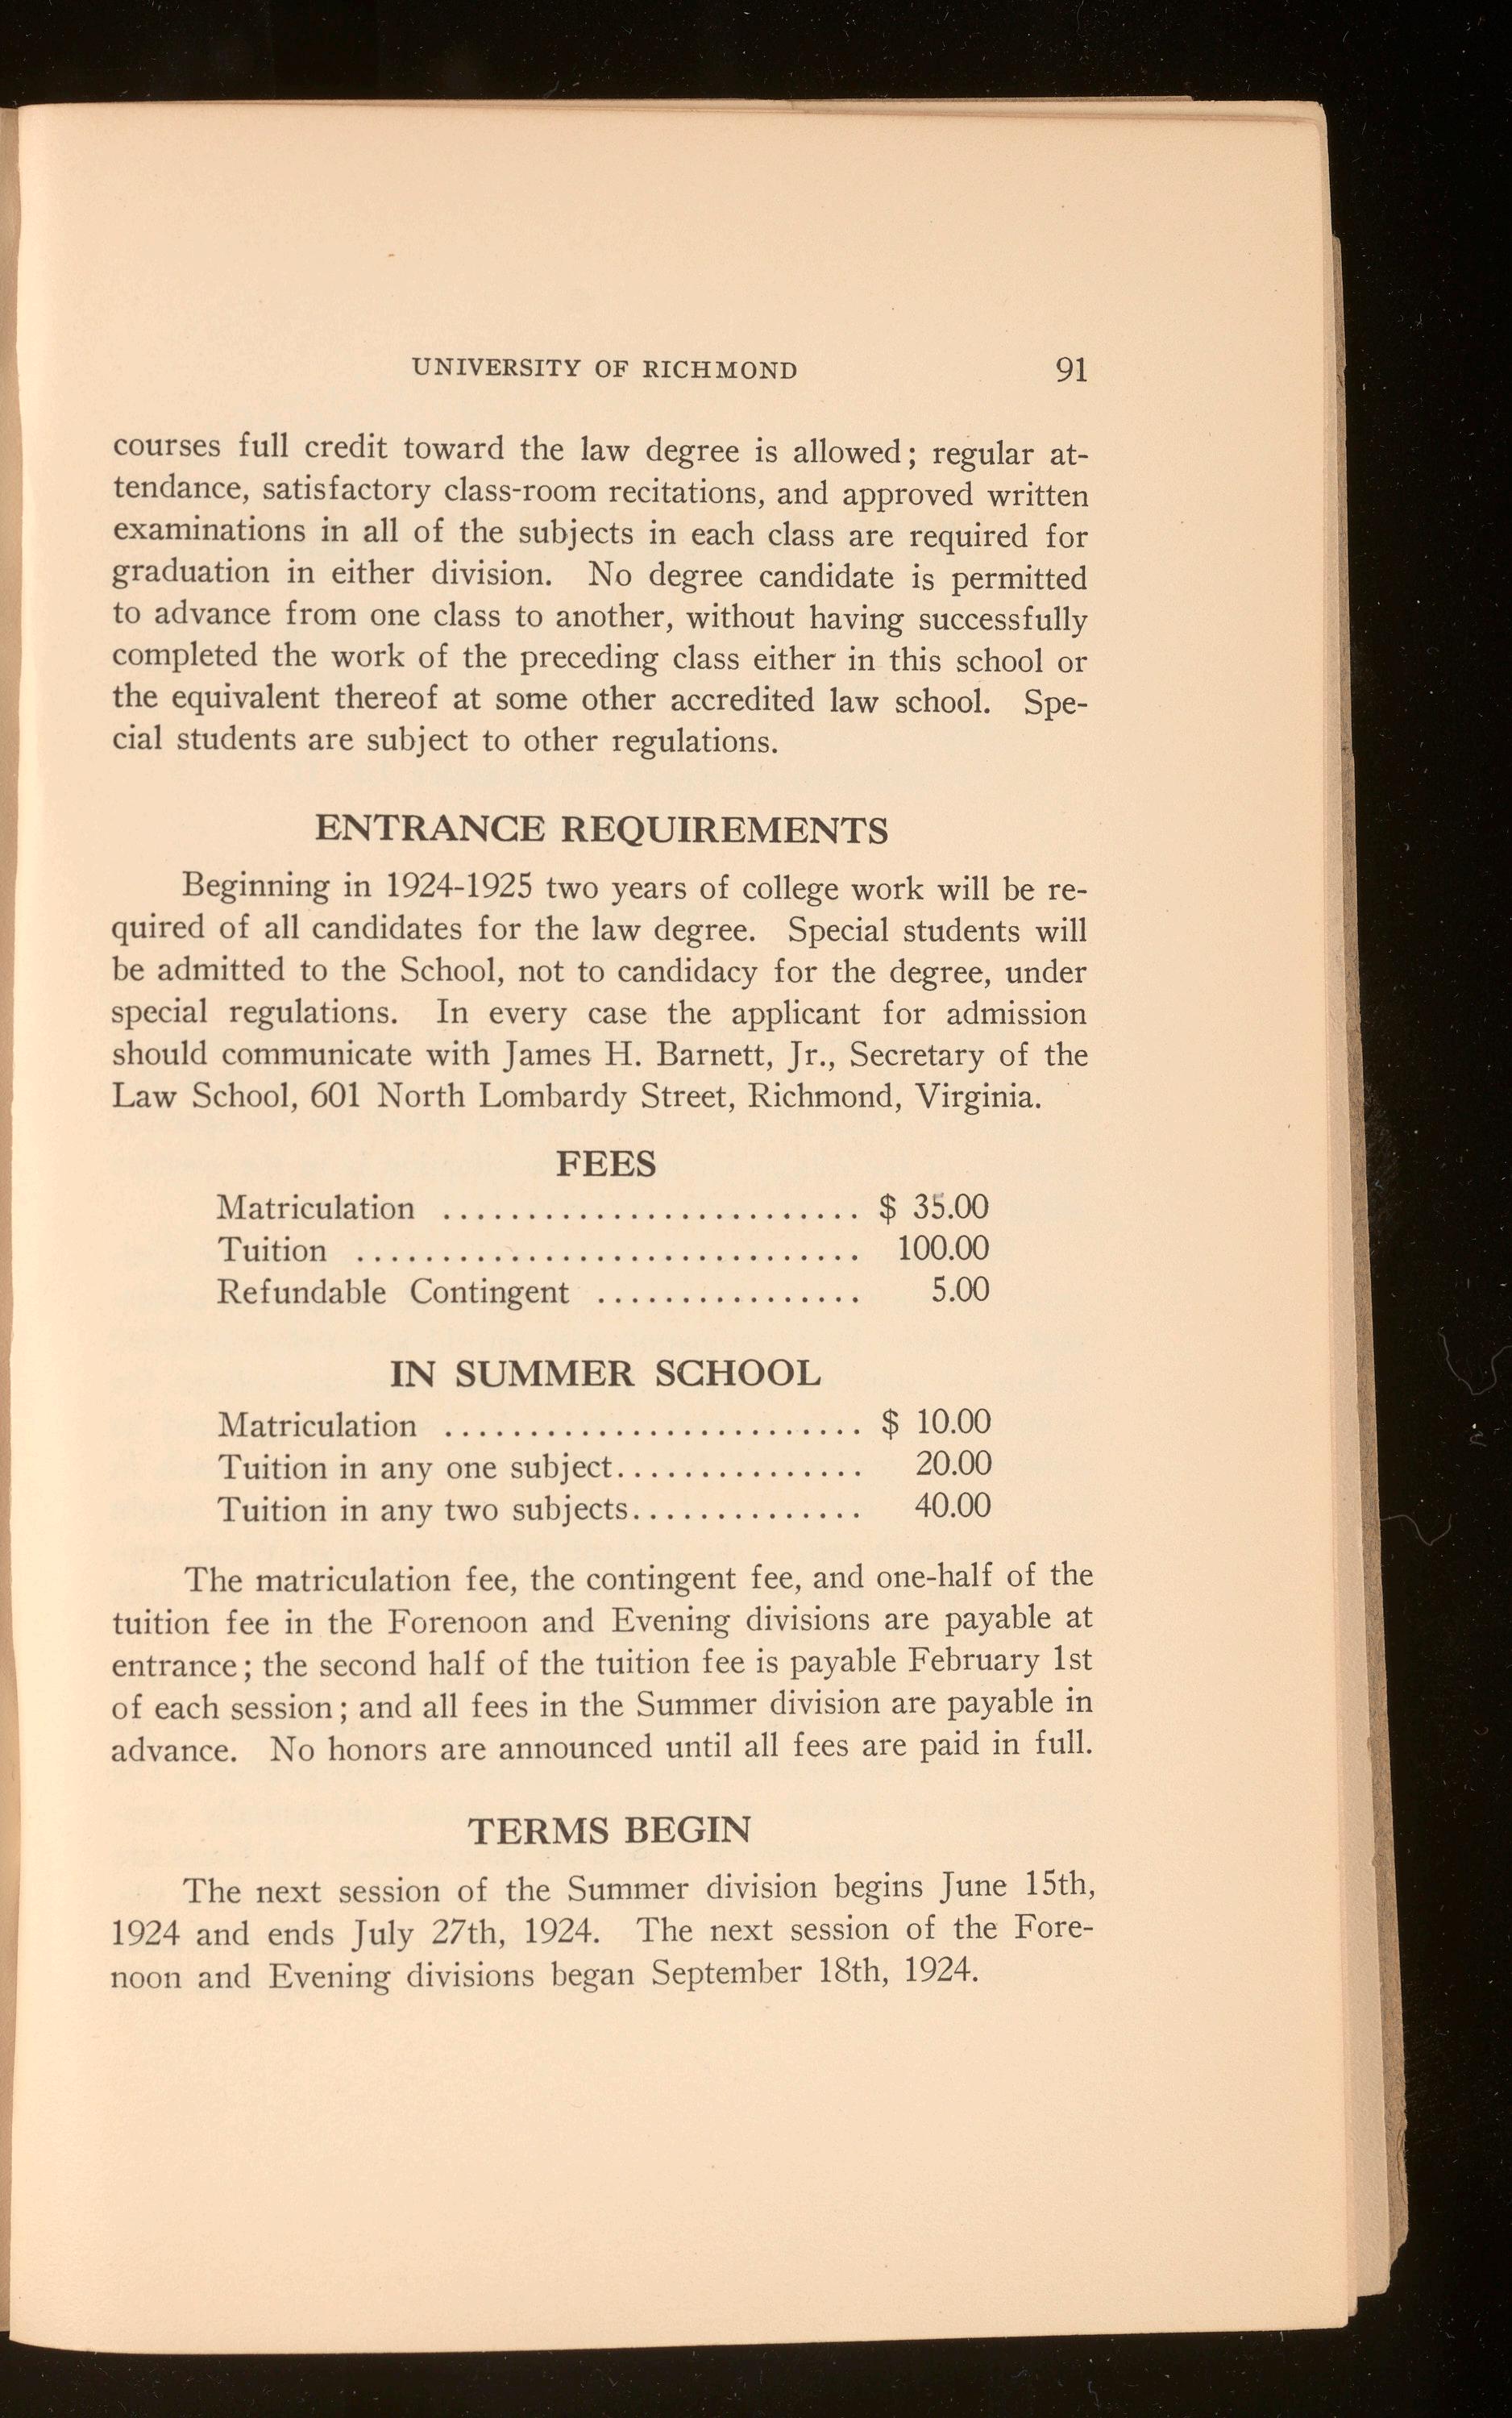 UNIVERSITY OF RICHMOND 91
courses full credit toward the law degree is allowed; regular at-
tendance, satisfactory class-room recitations, and approved written
examinations in all of the subjects in each class are required for
graduation in either division. No degree candidate is permitted
to advance from one class to another, without having successfully
completed the work of the preceding class either in this school or
the equivalent thereof at some other accredited law school. Spe-
cial students are subject to other regulations.
ENTRANCE REQUIREMENTS
Beginning in 1924-1925 two years of college work will be re-
quired of all candidates for the law degree. Special students will
be admitted to the School, not to candidacy for the degree, under
special regulations. In every case the applicant for admission
should communicate with James H. Barnett, Jr., Secretary of the
Law School, 601 North Lombardy Street, Richmond, Virginia.
FEES
Matriculation ......................... $ 35.00
Tuition .............................. 100.00
Refundable Contingent ................ 5.00
IN SUMMER SCHOOL
Matriculation ......................... $ 10.00
Tuition in any one subject............... 20.00
Tuition in any two subjects.............. 40.00
The matriculation fee, the contingent fee, and one-half of the
tuition fee in the Forenoon and Evening divisions are payable at
entrance; the second half of the tuition fee is payable February 1st
of each session; and all fees in the Summer division are payable in
advance. No honors are announced until all fees are paid in full.
TERMS BEGIN
The next session of the Summer division begins June 15th,
1924 and ends July 27th, 1924. The next session of the Fore-
noon and Evening divisions began September 18th, 1924.